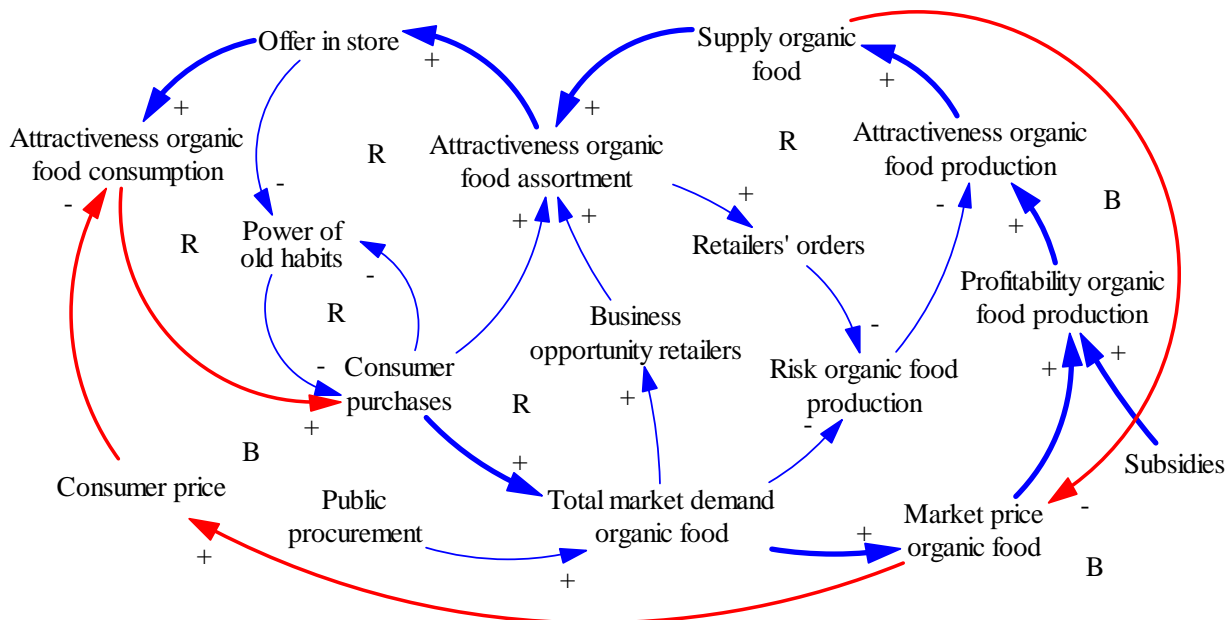 Offer in store
+
+
Supply organic
food
+
+
Attractiveness organic
food consumption
-
R
Attractiveness organic
food assortment
R
Attractiveness organic
food production
-
B
-
+
+
+
-
+
R
Power of
old habits
-
Retailers' orders
Profitability organic
food production
R
Business
opportunity retailers
-
-
Consumer
purchases
+
R
+
Risk organic food
production
-
+
+
B
+
Consumer price
Public
procurement
Total market demand
organic food
Subsidies
Market price
organic food
-
+
+
+
B